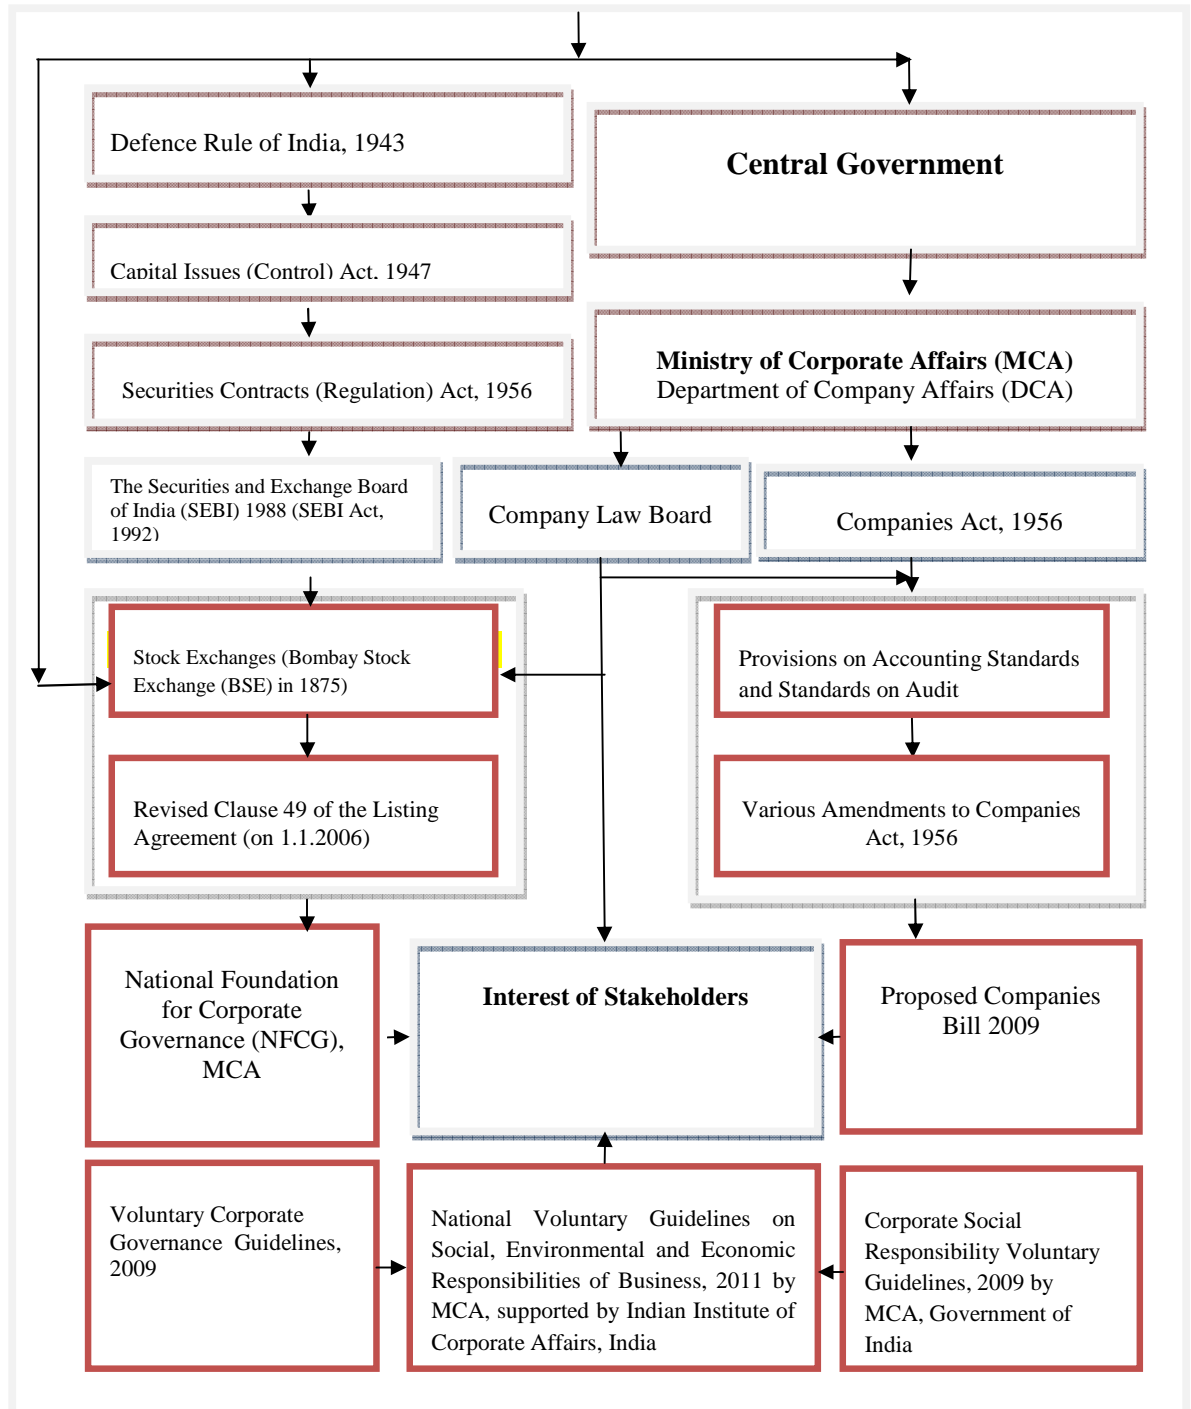 Defence Rule of India, 1943
Central Government
Capital Issues (Control) Act, 1947
Securities Contracts (Regulation) Act, 1956
Ministry of Corporate Affairs (MCA)
Department of Company Affairs (DCA)
The Securities and Exchange Board
of India (SEBI) 1988 (SEBI Act,
1992)
Company Law Board
Companies Act, 1956
Stock Exchanges (Bombay Stock
Exchange (BSE) in 1875)
Provisions on Accounting Standards
and Standards on Audit
Revised Clause 49 of the Listing
Agreement (on 1.1.2006)
Various Amendments to Companies
Act, 1956
National Foundation
for Corporate
Governance (NFCG),
MCA
Interest of Stakeholders
Proposed Companies
Bill 2009
Voluntary Corporate
Governance Guidelines,
2009
National Voluntary Guidelines on
Social, Environmental and Economic
Responsibilities of Business, 2011 by
MCA, supported by Indian Institute of
Corporate Affairs, India
Corporate Social
Responsibility Voluntary
Guidelines, 2009 by
MCA, Government of
India